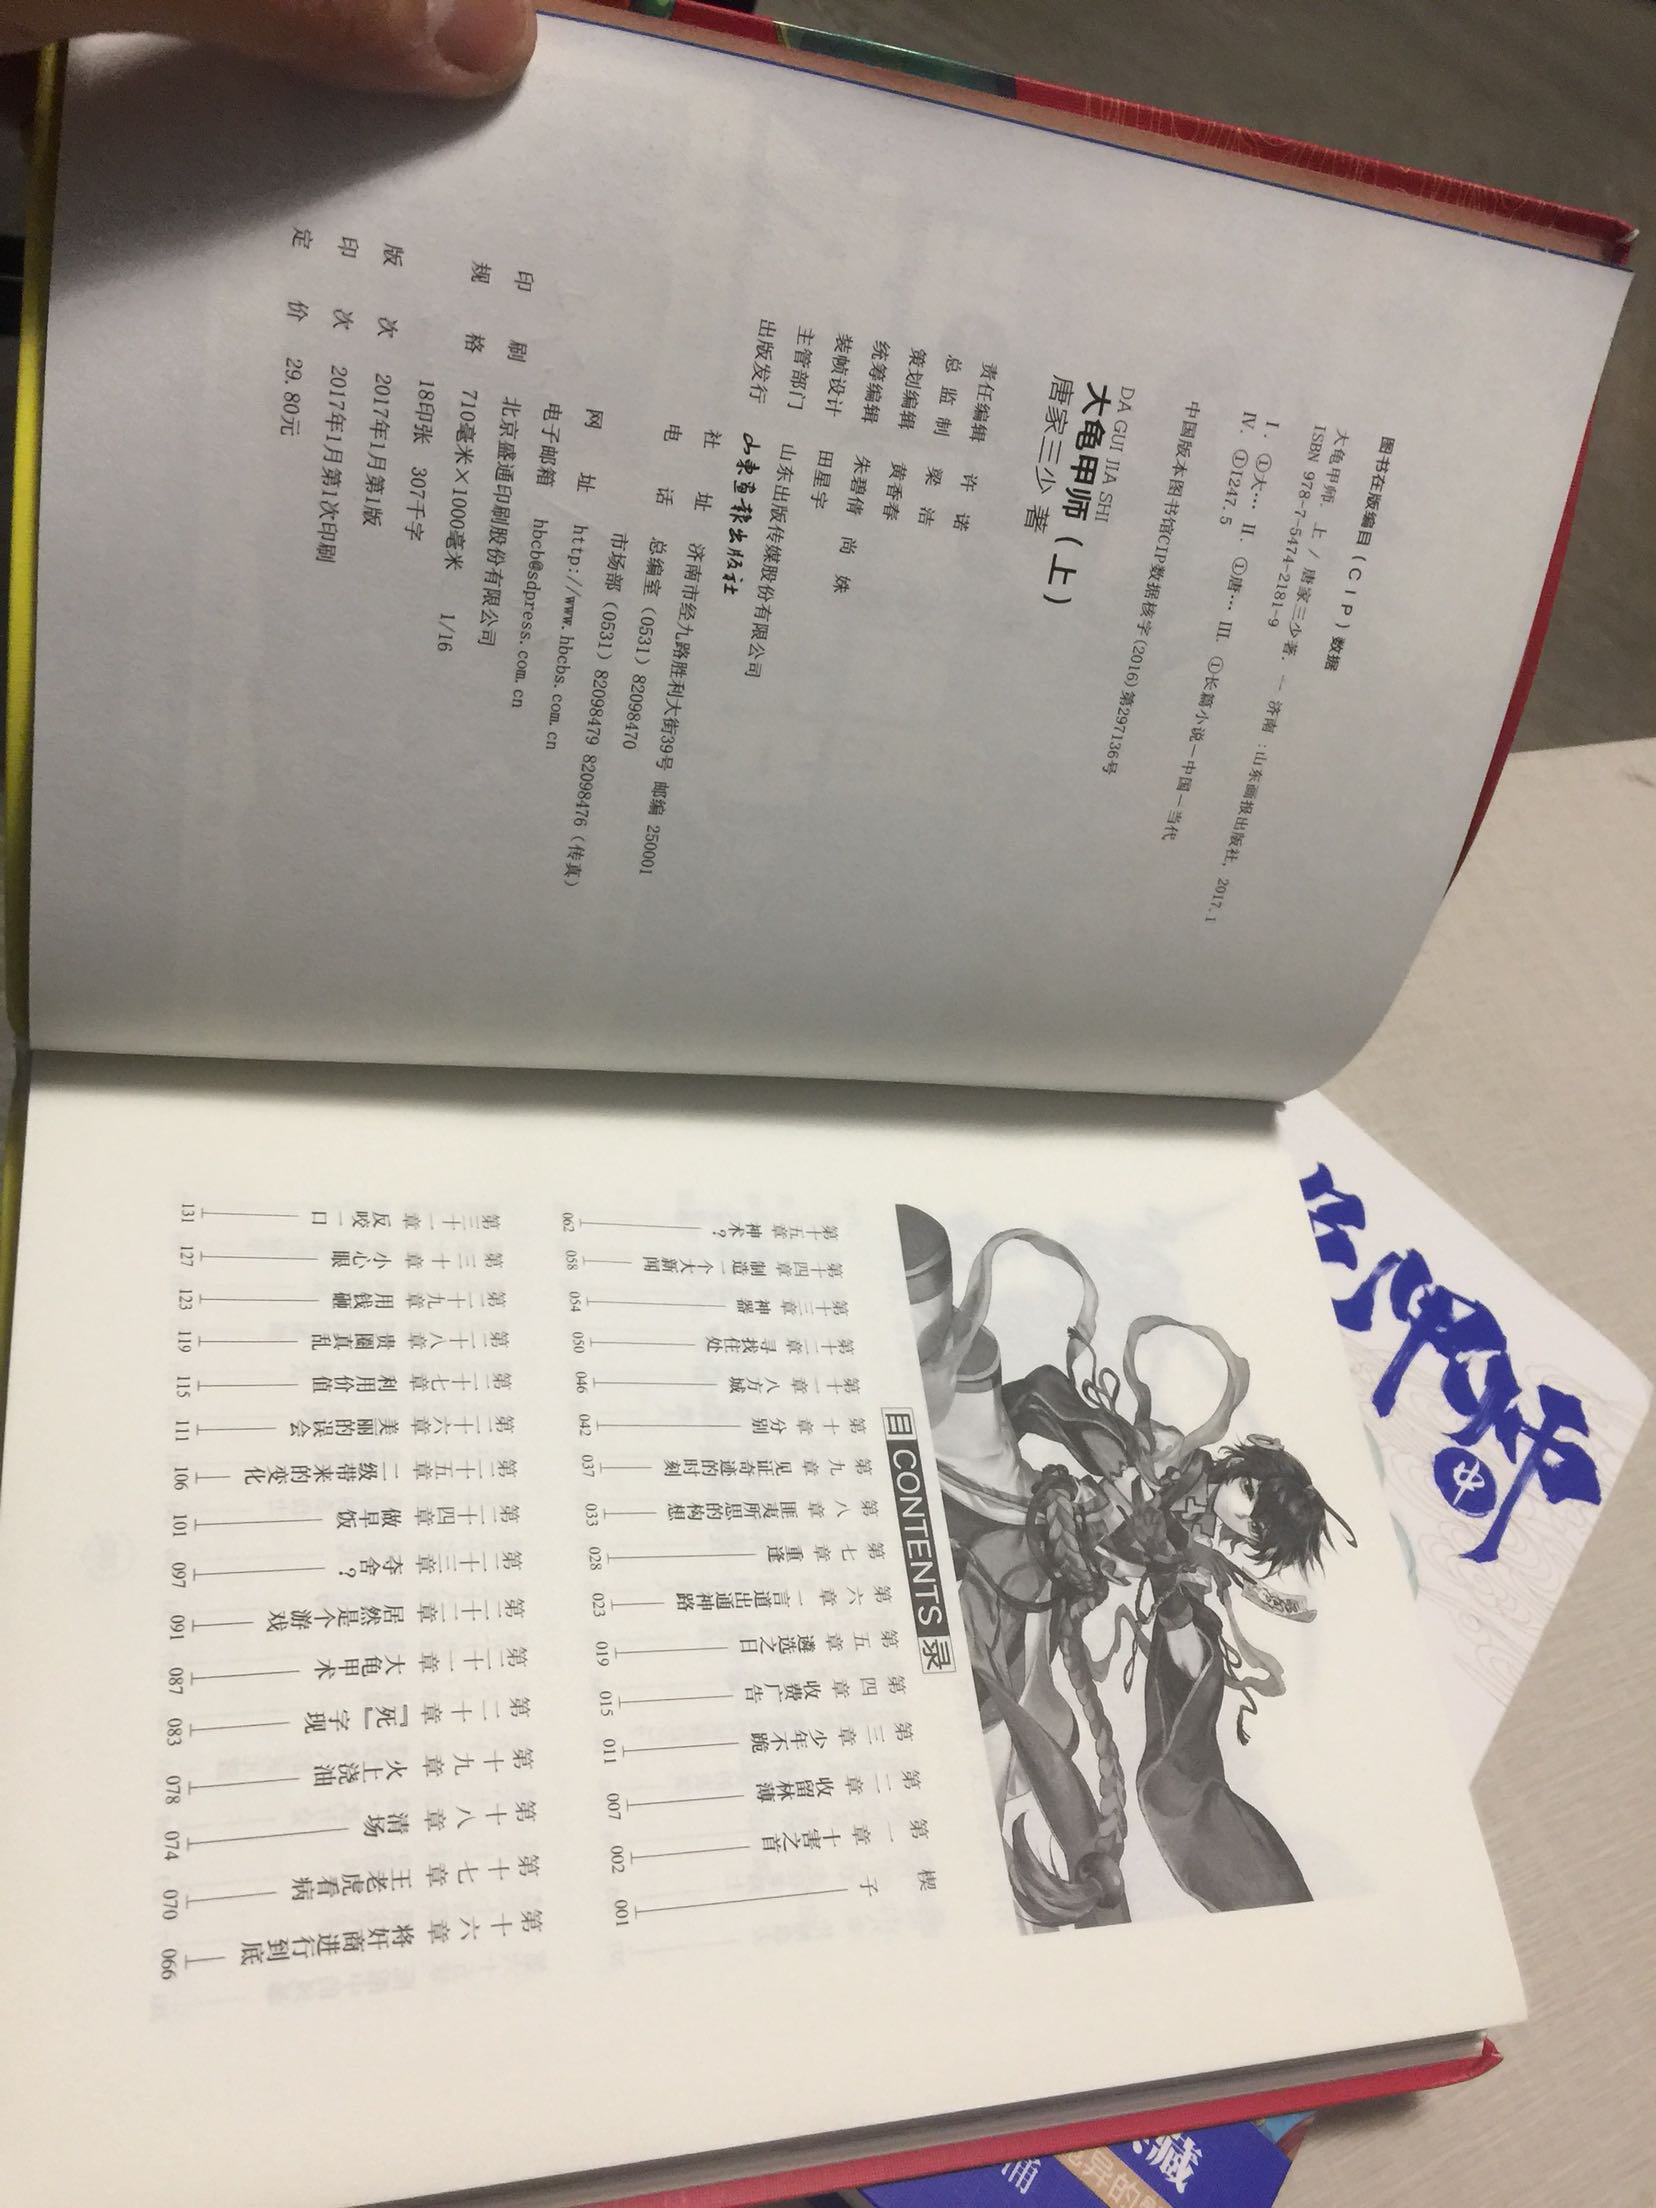 图书在版编目（CIP）数据
大龟甲师．上／唐家三少著．—济南：山东画报出版社，2017.1
ISBN 978-7-5474-2181-9
Ⅰ．①大… Ⅱ．①唐… Ⅲ．①长篇小说—中国—当代
Ⅳ．①I247.5
中国版本图书馆CIP数据核字(2016)第297136号
DA GUI JIA SHI
大龟甲师（上）
唐家三少 著
责任编辑 许诺
总监制 梁洁
策划编辑 黄香春
统筹编辑 朱碧倩 尚姝
装帧设计 田星宇
主管部门 山东出版传媒股份有限公司
出版发行 山东画报出版社
社址 济南市经九路胜利大街39号 邮编 250001
电话 总编室（0531）82098470
市场部（0531）82098479 82098476（传真）
网址 http://www.hbcbs.com.cn
电子邮箱 hbcb@sdpress.com.cn
印刷 北京盛通印刷股份有限公司
规格 710毫米×1000毫米 1/16
18印张 307千字
版次 2017年1月第1版
印次 2017年1月第1次印刷
定价 29.80元
目 CONTENTS 录
楔子 001
第一章 十害之音 002
第二章 收留林薄 007
第三章 少年不跪 011
第四章 收费广告 015
第五章 遴选之日 019
第六章 一言道出通神路 023
第七章 重逢 028
第八章 匪夷所思的构想 033
第九章 见证奇迹的时刻 037
第十章 分别 042
第十一章 八方城 046
第十二章 寻找住处 050
第十三章 神器 054
第十四章 制造一个大新闻 058
第十五章 神术？ 062
第十六章 将奸商进行到底 066
第十七章 王老虎看病 070
第十八章 清场 074
第十九章 火上浇油 078
第二十章 『死』字现 083
第二十一章 大龟甲术 087
第二十二章 居然是个游戏 091
第二十三章 夺舍？ 097
第二十四章 做早饭 101
第二十五章 二级带来的变化 106
第二十六章 美丽的误会 111
第二十七章 利用价值 115
第二十八章 贵圈真乱 119
第二十九章 用钱砸 123
第三十章 小心眼 127
第三十一章 反咬一口 131
甲师
中
藏
异的
涌